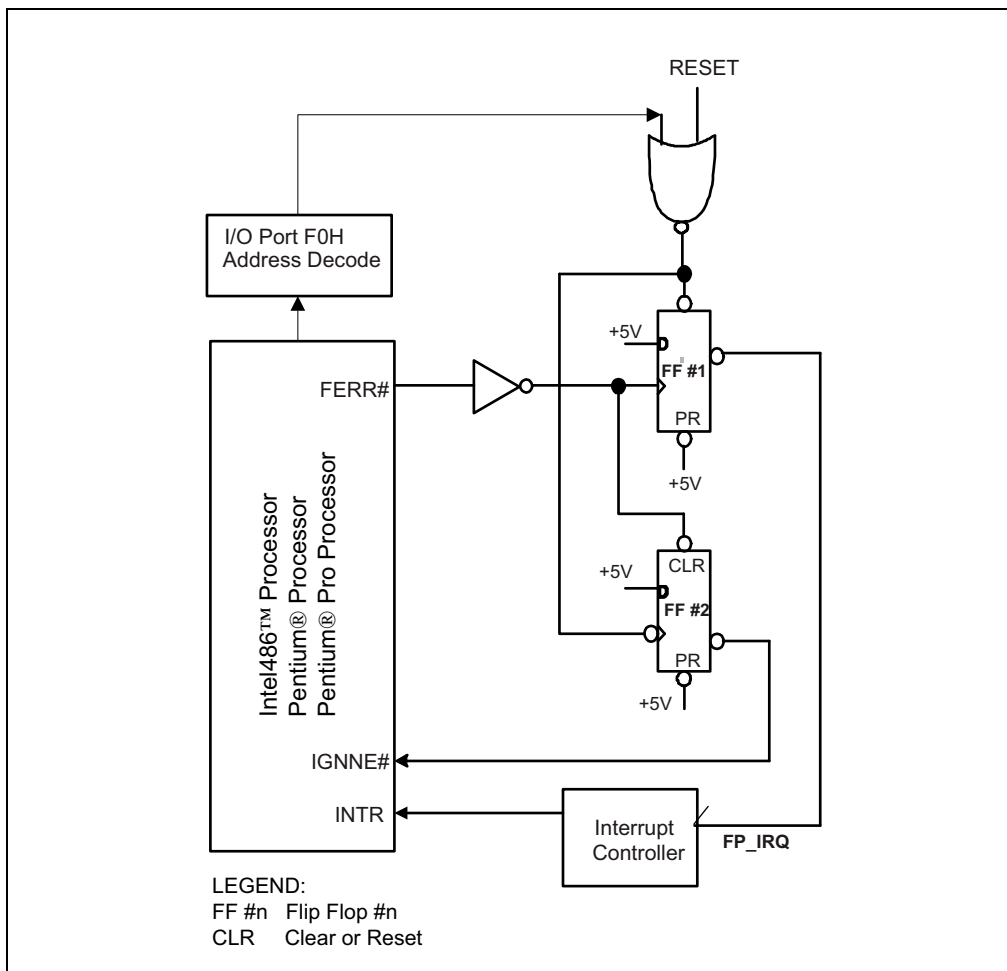 RESET
I/O Port F0H
Address Decode
+5V
FF #1
FERR#
PR
+5V
Intel486™ Processor
Pentium® Processor
Pentium® Pro Processor
CLR
+5V
FF #2
PR
+5V
IGNNE#
INTR
Interrupt
Controller
FP_IRQ
LEGEND:
FF #n Flip Flop #n
CLR Clear or Reset